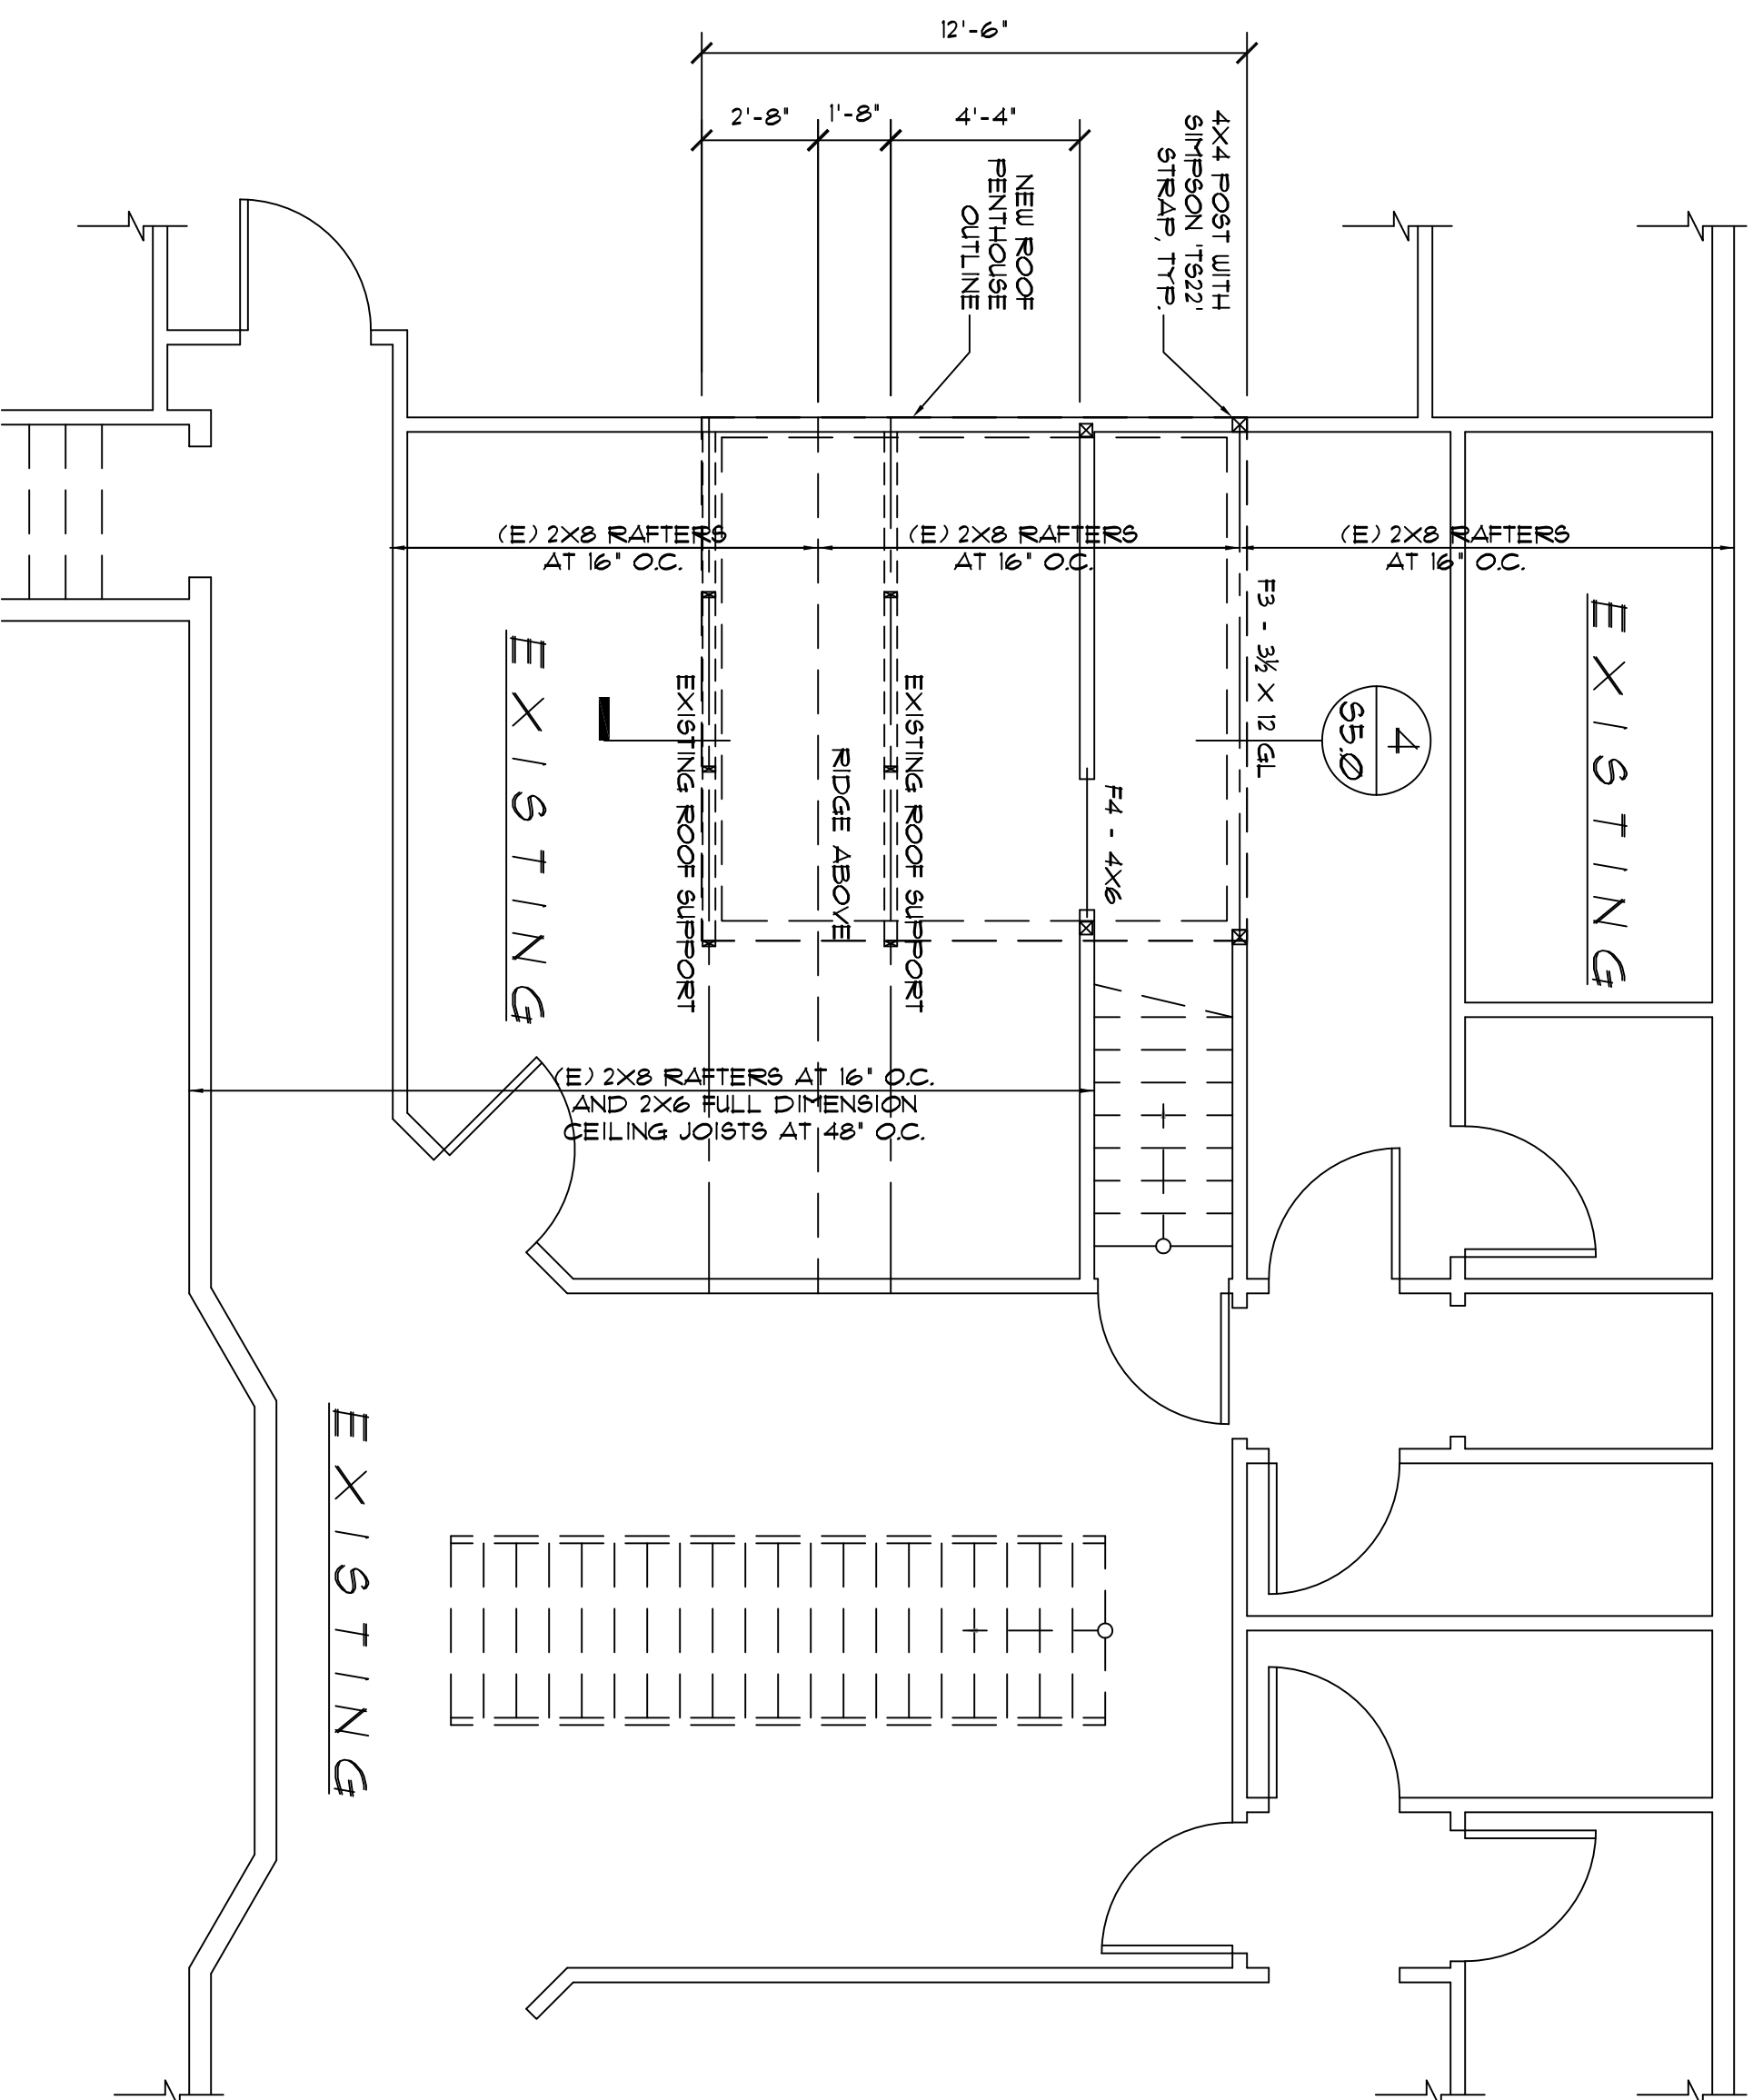 12'-6"
2'-8"
1'-8"
4'-4"
4X4 POST WITH
SIMPSON 'TS22'
STRAP, TYP.
NEW ROOF
PENTHOUSE
OUTLINE
(E) 2X8 RAFTERS
AT 16" O.C.
(E) 2X8 RAFTERS
AT 16" O.C.
(E) 2X8 RAFTERS
AT 16" O.C.
F3 - 3½ X 12 GL
EXISTING
EXISTING
4
S5.0
EXISTING ROOF SUPPORT
RIDGE ABOVE
EXISTING ROOF SUPPORT
F4 - 4X6
(E) 2X8 RAFTERS AT 16" O.C.
AND 2X6 FULL DIMENSION
CEILING JOISTS AT 48" O.C.
EXISTING